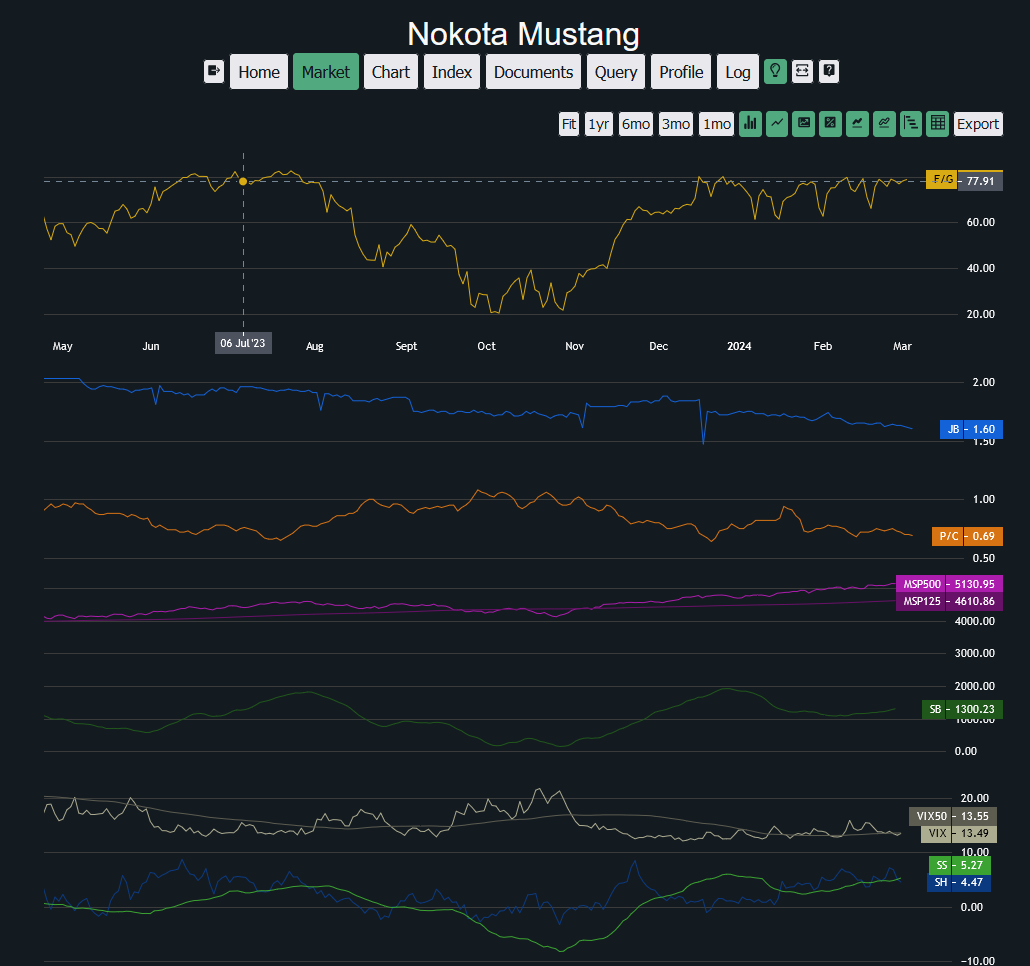 Nokota Mustang
Home Market Chart Index Documents Query Profile Log
Fit 1yr 6mo 3mo 1mo Export
F/G 77.91
60.00
40.00
20.00
May Jun 06 Jul '23 Aug Sept Oct Nov Dec 2024 Feb Mar
2.00
JB 1.60
1.50
1.00
P/C 0.69
0.50
MSP500 5130.95
MSP125 4610.86
4000.00
3000.00
2000.00
SB 1300.23
1000.00
0.00
20.00
VIX50 13.55
VIX 13.49
10.00
SS 5.27
SH 4.47
0.00
−10.00